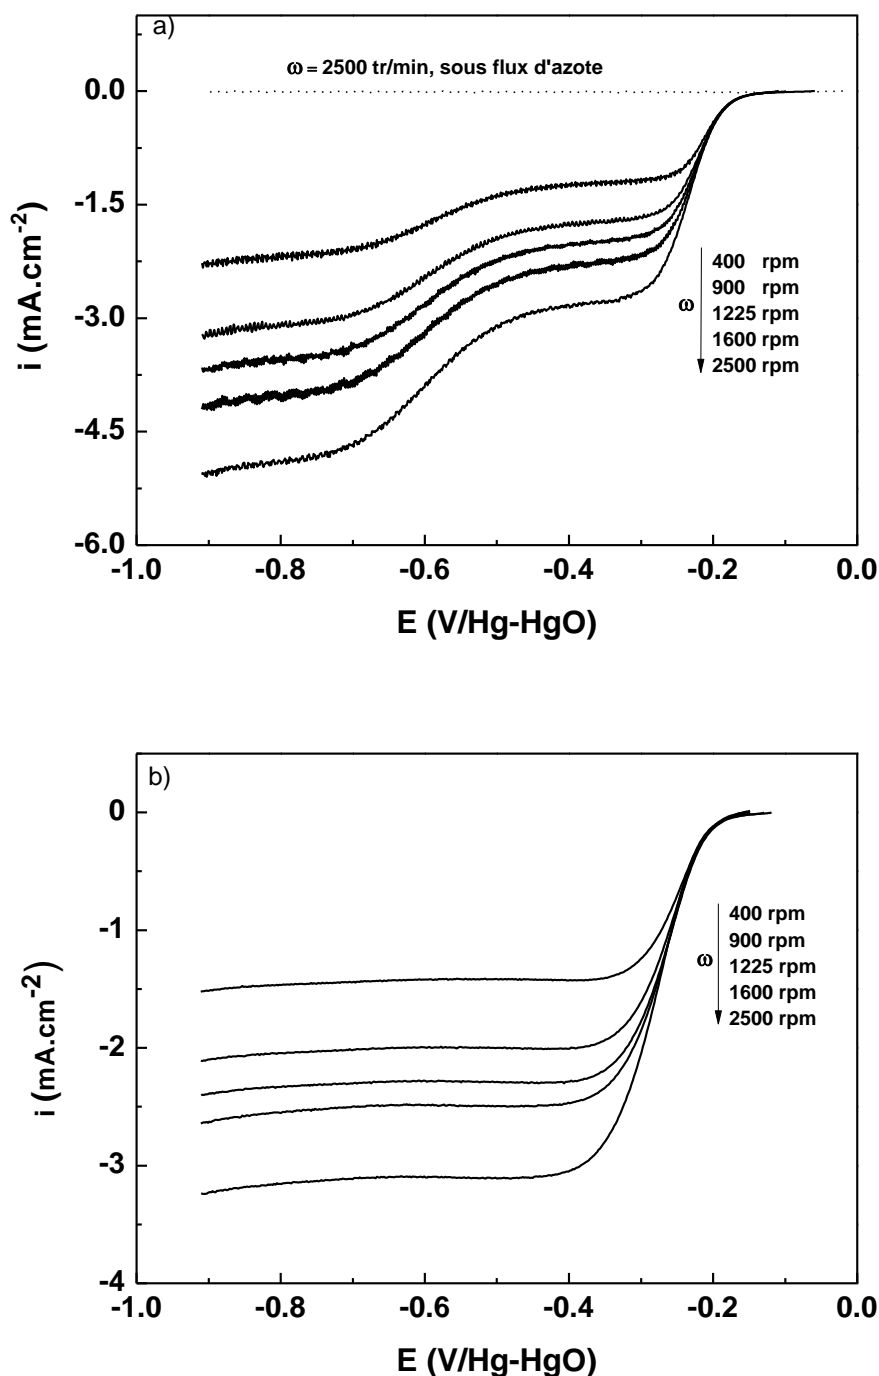 a)
ω = 2500 tr/min, sous flux d'azote
0.0
-1.5
-3.0
-4.5
-6.0
i (mA.cm-2)
ω
400 rpm
900 rpm
1225 rpm
1600 rpm
2500 rpm
-1.0 -0.8 -0.6 -0.4 -0.2 0.0
E (V/Hg-HgO)
b)
0
-1
-2
-3
-4
i (mA.cm-2)
ω
400 rpm
900 rpm
1225 rpm
1600 rpm
2500 rpm
-1.0 -0.8 -0.6 -0.4 -0.2 0.0
E (V/Hg-HgO)